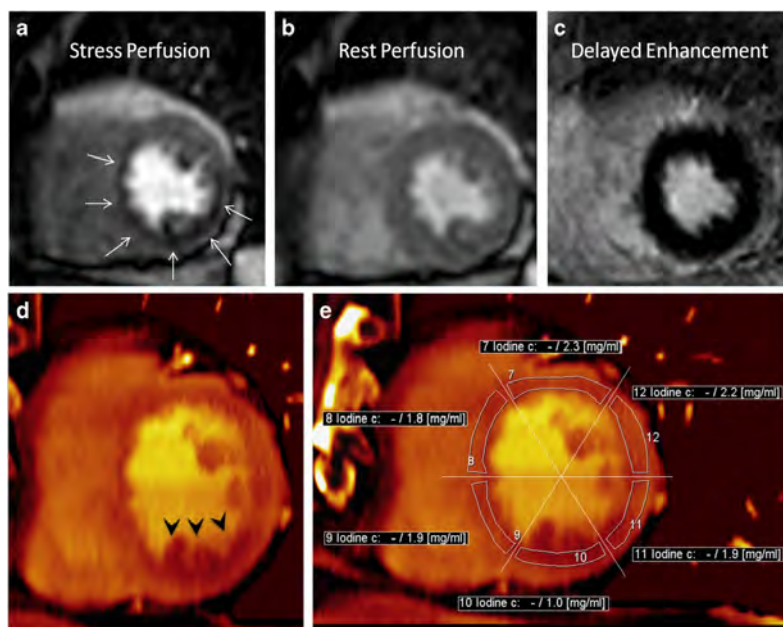 a
Stress Perfusion
b
Rest Perfusion
c
Delayed Enhancement
d
e
7 Iodine c: - / 2.3 [mg/ml]
7
12 Iodine c: - / 2.2 [mg/ml]
8 Iodine c: - / 1.8 [mg/ml]
12
8
9
11
10
9 Iodine c: - / 1.9 [mg/ml]
11 Iodine c: - / 1.9 [mg/ml]
10 Iodine c: - / 1.0 [mg/ml]